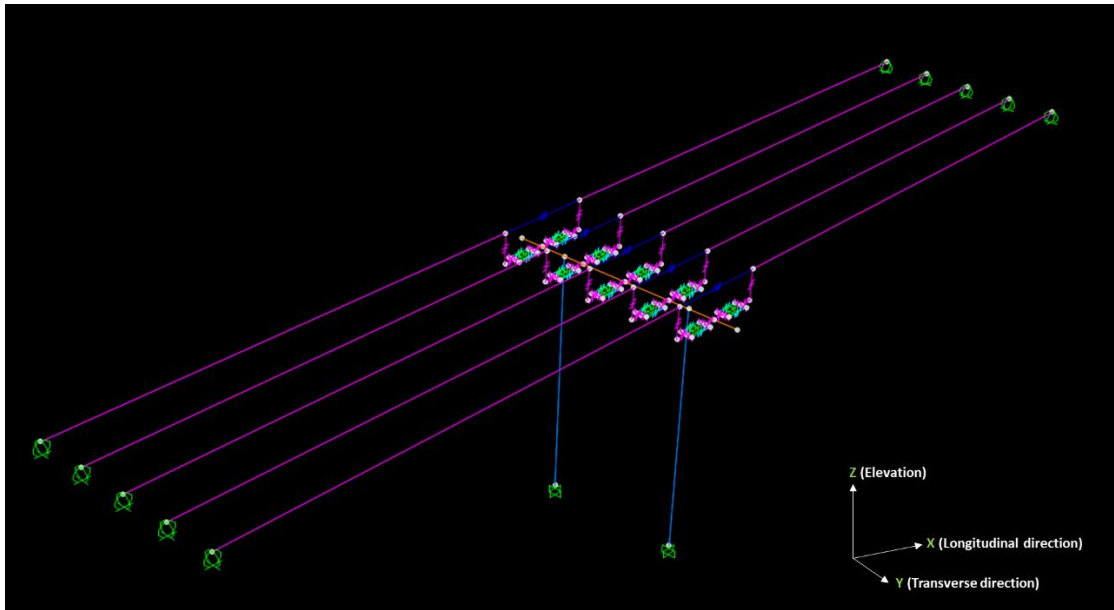 Z (Elevation)
X (Longitudinal direction)
Y (Transverse direction)